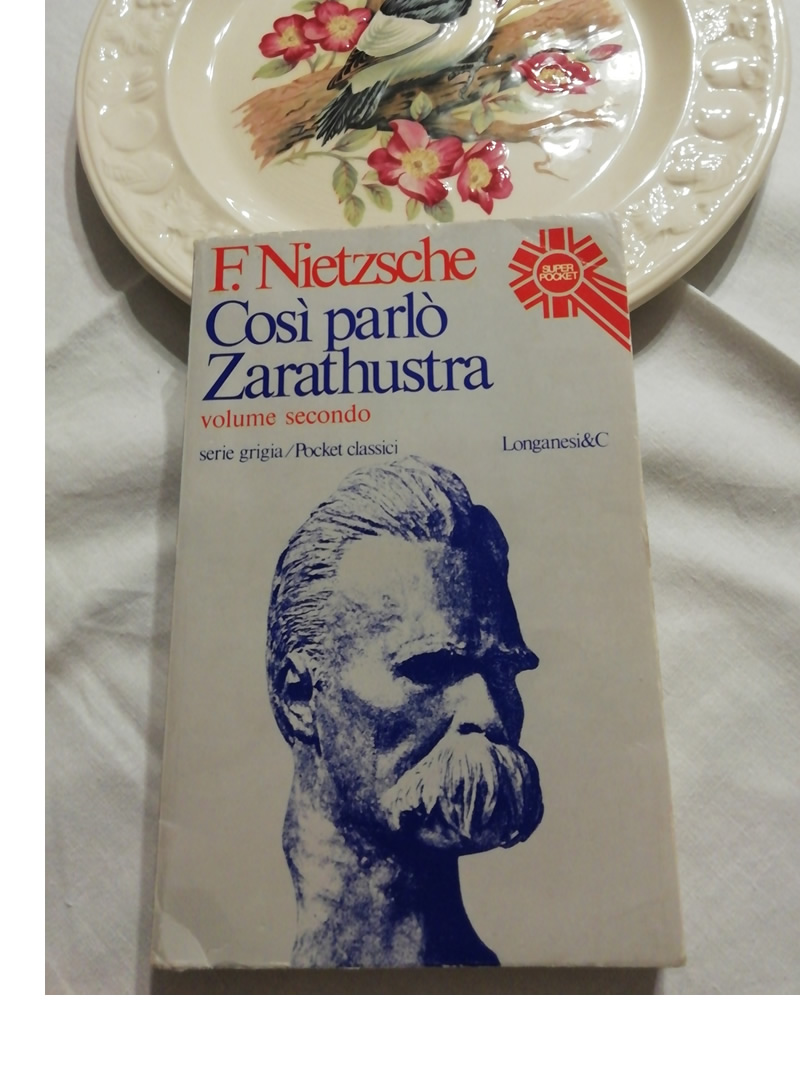 F. Nietzsche
SUPER
POCKET
Così parlò
Zarathustra
volume secondo
serie grigia/Pocket classici
Longanesi&C